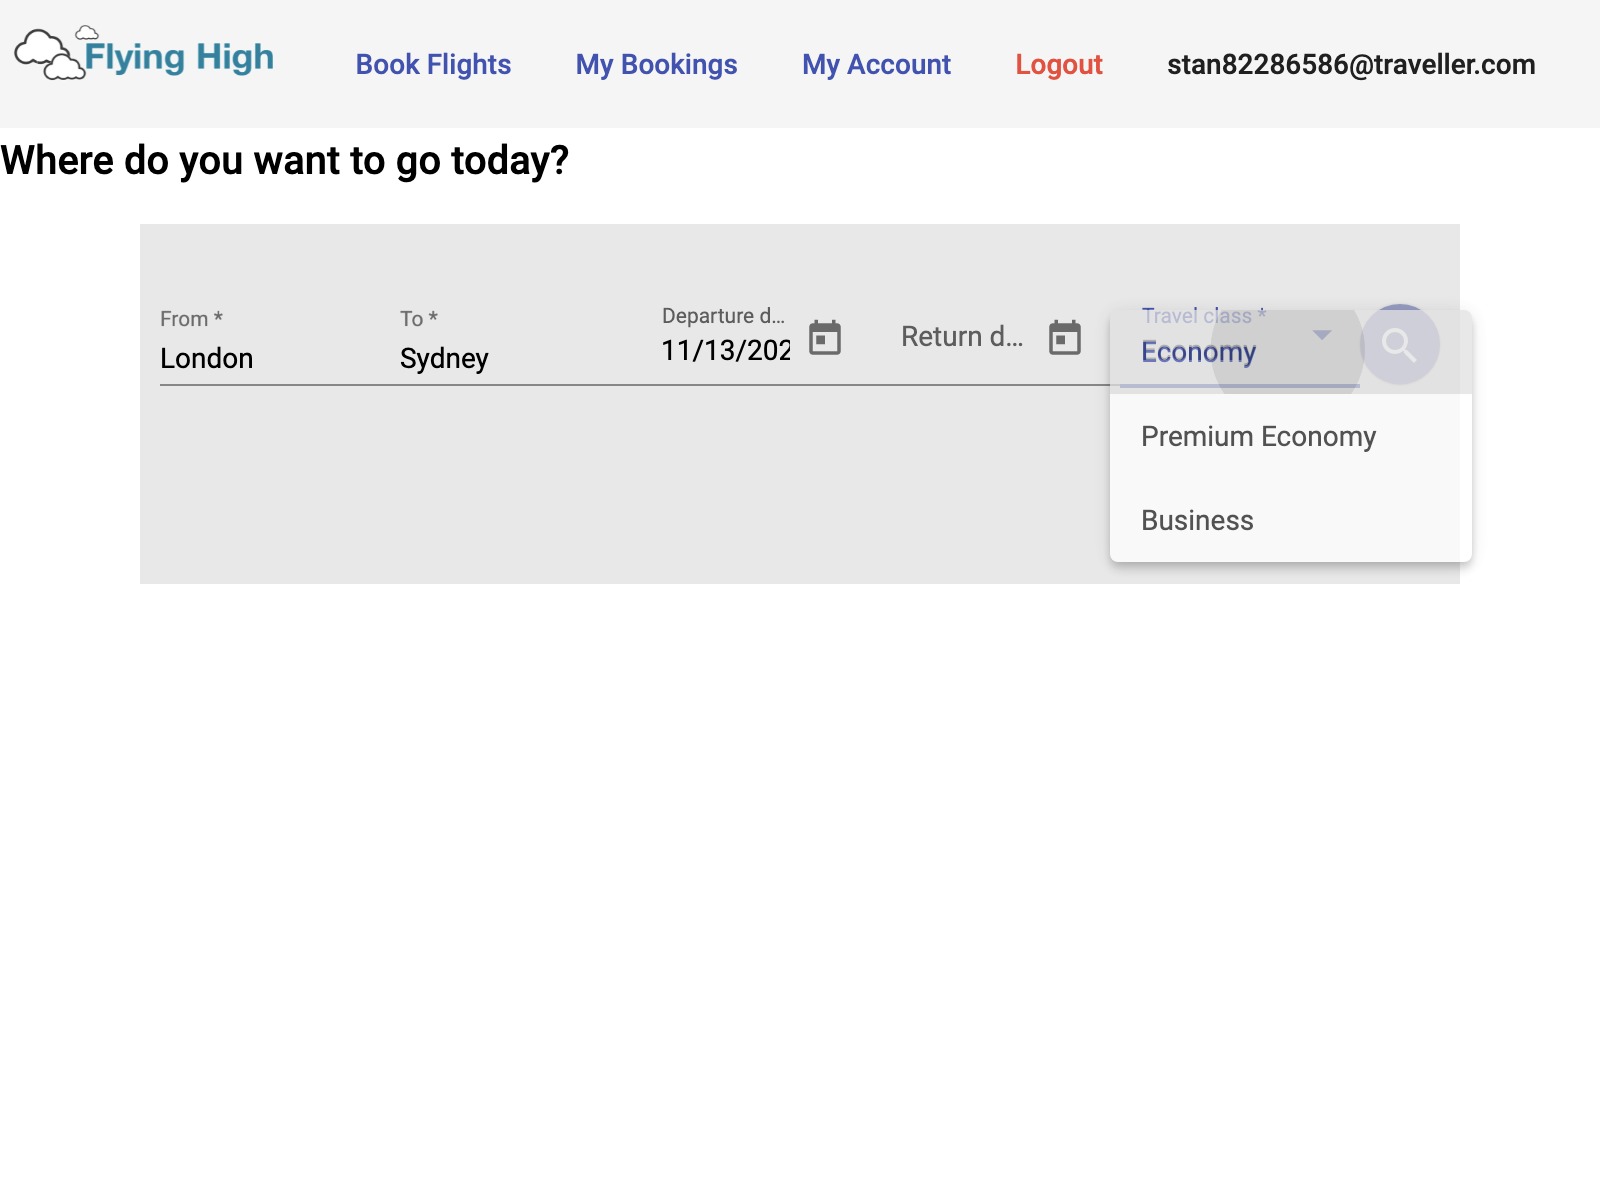 Flying High
Book Flights
My Bookings
My Account
Logout
stan82286586@traveller.com
Where do you want to go today?
From *
London
To *
Sydney
Departure d...
11/13/202
Return d...
Travel class *
Economy
Premium Economy
Business